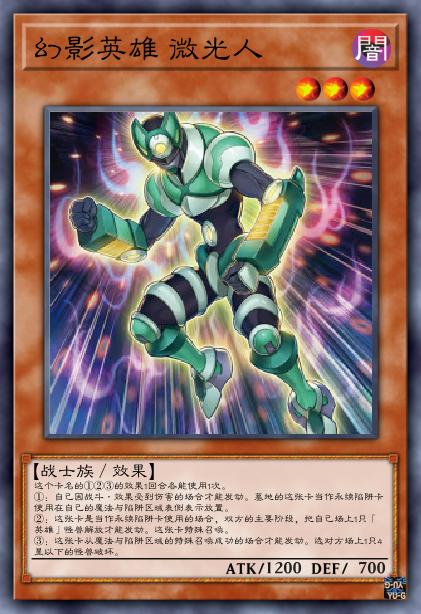 幻影英雄 微光人
闇
【战士族／效果】
这个卡名的①②③的效果1回合各能使用1次。
①：自己因战斗·效果受到伤害的场合才能发动。墓地的这张卡当作永续陷阱卡
使用在自己的魔法与陷阱区域表侧表示放置。
②：这张卡是当作永续陷阱卡使用的场合，双方的主要阶段，把自己场上1只「
英雄」怪兽解放才能发动。这张卡特殊召唤。
③：这张卡从魔法与陷阱区域的特殊召唤成功的场合才能发动。选对方场上1只4
星以下的怪兽破坏。
ATK/1200 DEF/ 700